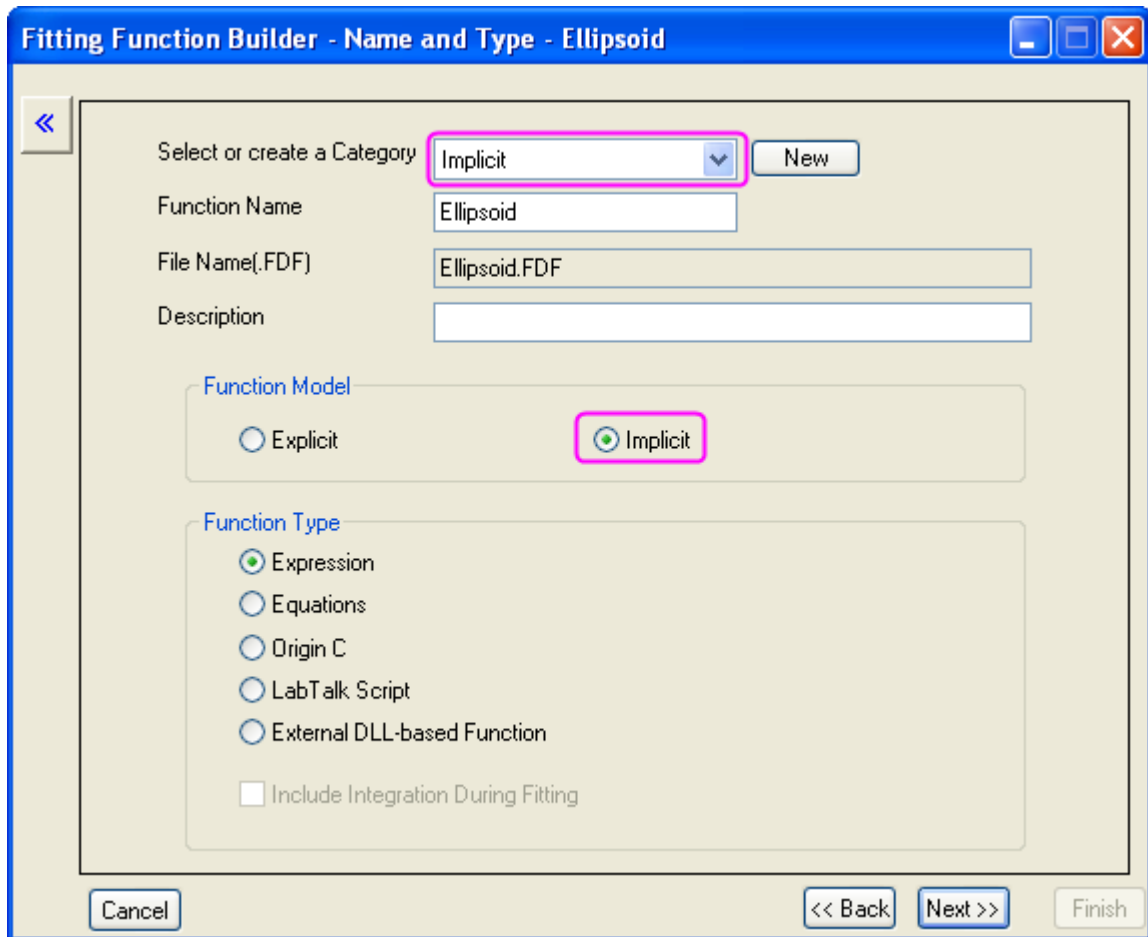 Fitting Function Builder - Name and Type - Ellipsoid
Select or create a Category Implicit New
Function Name Ellipsoid
File Name(.FDF) Ellipsoid.FDF
Description
Function Model
Explicit Implicit
Function Type
Expression
Equations
Origin C
LabTalk Script
External DLL-based Function
Include Integration During Fitting
Cancel << Back Next >> Finish